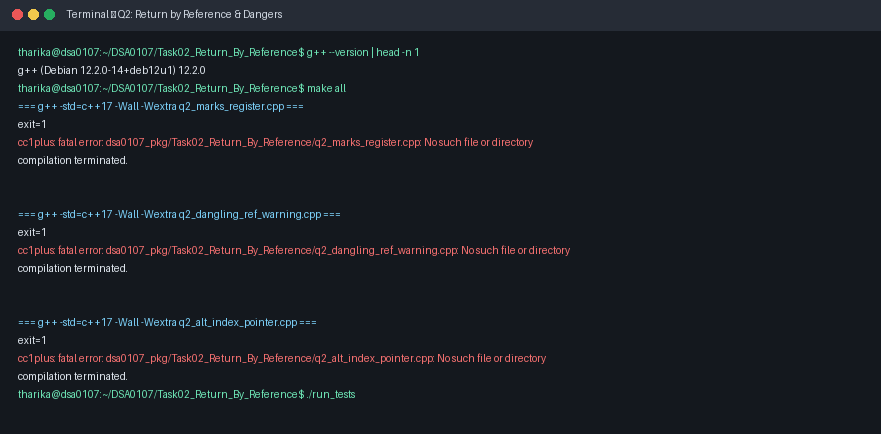 Terminal ▯ Q2: Return by Reference & Dangers
tharika@dsa0107:~/DSA0107/Task02_Return_By_Reference$ g++ --version | head -n 1
g++ (Debian 12.2.0-14+deb12u1) 12.2.0
tharika@dsa0107:~/DSA0107/Task02_Return_By_Reference$ make all
=== g++ -std=c++17 -Wall -Wextra q2_marks_register.cpp ===
exit=1
cc1plus: fatal error: dsa0107_pkg/Task02_Return_By_Reference/q2_marks_register.cpp: No such file or directory
compilation terminated.
=== g++ -std=c++17 -Wall -Wextra q2_dangling_ref_warning.cpp ===
exit=1
cc1plus: fatal error: dsa0107_pkg/Task02_Return_By_Reference/q2_dangling_ref_warning.cpp: No such file or directory
compilation terminated.
=== g++ -std=c++17 -Wall -Wextra q2_alt_index_pointer.cpp ===
exit=1
cc1plus: fatal error: dsa0107_pkg/Task02_Return_By_Reference/q2_alt_index_pointer.cpp: No such file or directory
compilation terminated.
tharika@dsa0107:~/DSA0107/Task02_Return_By_Reference$ ./run_tests